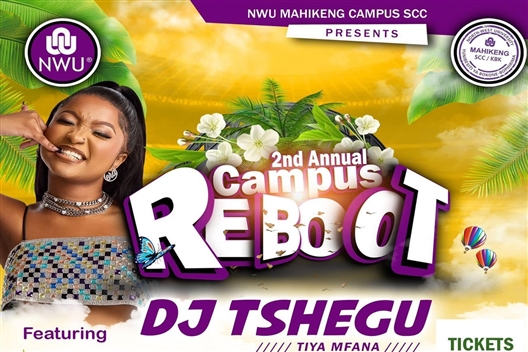 NWU MAHIKENG CAMPUS SCC
PRESENTS
NWU®
MAHIKENG
SCC / KBK
2nd Annual
Campus
REBOOT
DJ TSHEGU
///// TIYA MFANA /////
Featuring
TICKETS